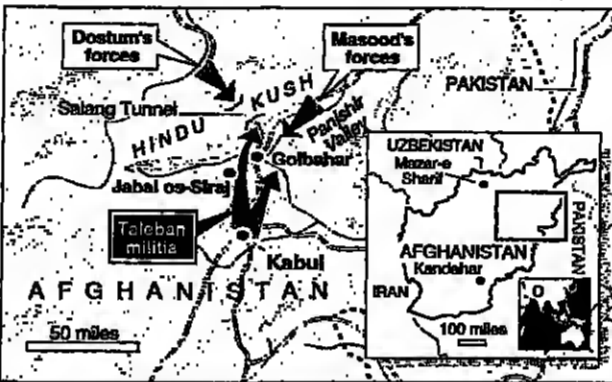 Dostum's
forces
Masood's
forces
PAKISTAN
Salang Tunnel
HINDU KUSH
Panjshir
Valley
Golbahar
Jabal os-Siraj
Taleban
militia
Kabul
AFGHANISTAN
50 miles
UZBEKISTAN
Mazar-e
Sharif
PAKISTAN
AFGHANISTAN
Kandahar
IRAN
100 miles